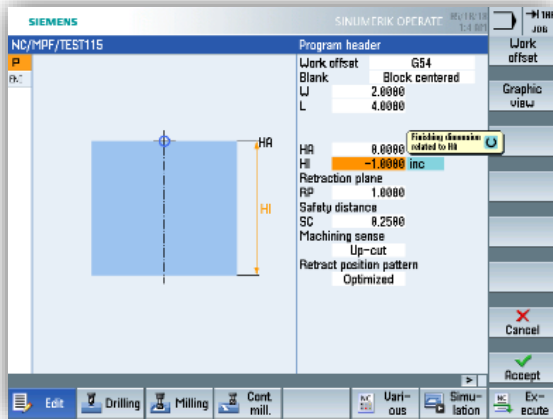 SIEMENS
SINUMERIK OPERATE
JOG
NC/MPF/TEST115
Program header
Work offset
P
Work offset G54
Blank Block centered
W 2.0000
L 4.0000
Graphic view
Finishing dimension related to HA
HA
HA 0.0000
HI -1.0000 inc
Retraction plane
RP 1.0000
HI
Safety distance
SC 0.2500
Machining sense
Up-cut
Retract position pattern
Optimized
Cancel
Accept
>
Edit
Drilling
Milling
Cont. mill.
NC
Vari- ous
Simu- lation
NC
Ex- ecute